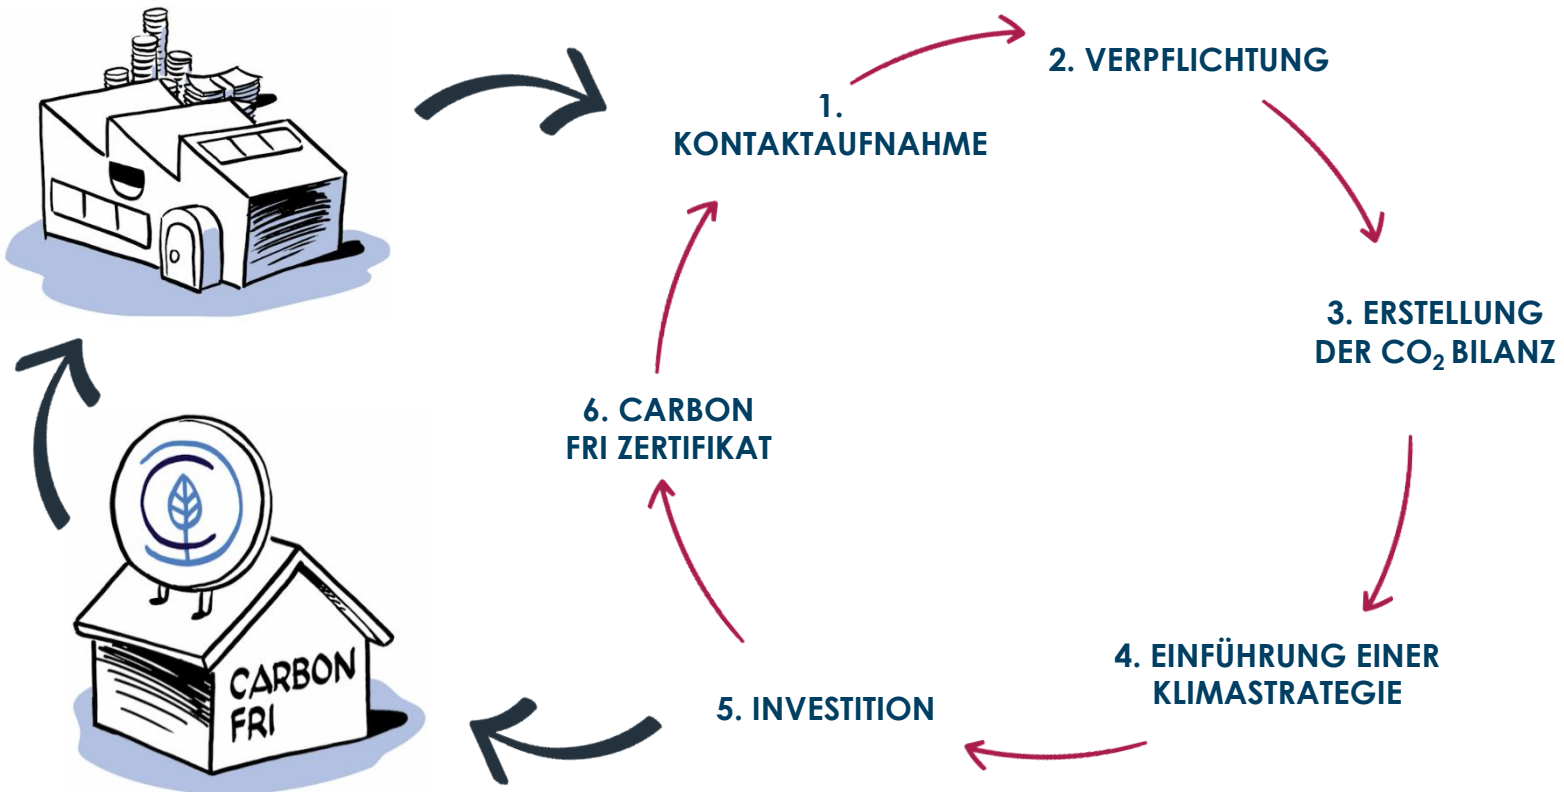 1.
KONTAKTAUFNAHME
2. VERPFLICHTUNG
3. ERSTELLUNG
DER CO₂ BILANZ
4. EINFÜHRUNG EINER
KLIMASTRATEGIE
5. INVESTITION
6. CARBON
FRI ZERTIFIKAT
CARBON
FRI